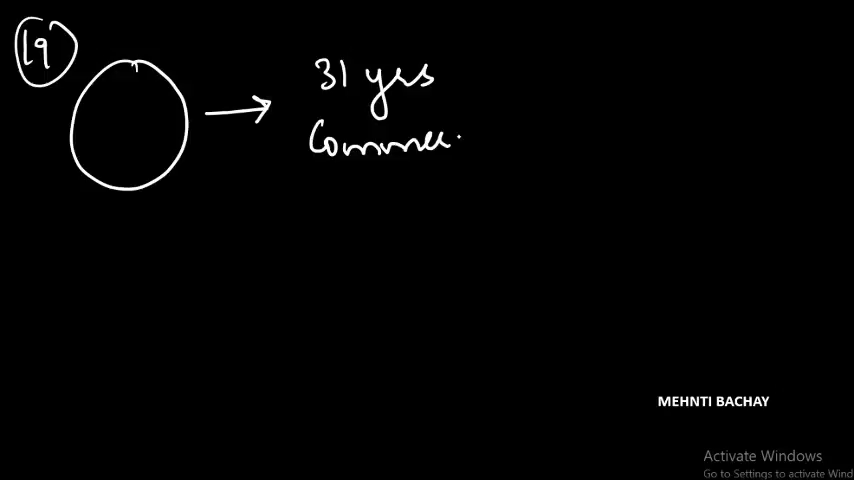 19
31 yrs
Commer.
MEHNTI BACHAY
Activate Windows
Go to Settings to activate Wind